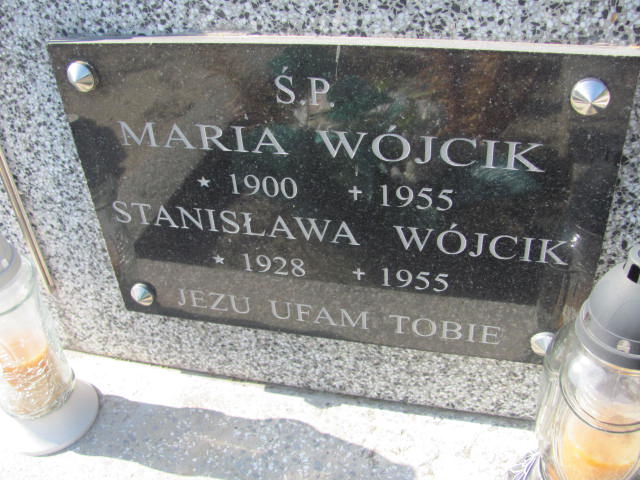 Ś.P.
MARIA WÓJCIK
* 1900 + 1955
STANISŁAWA WÓJCIK
* 1928 + 1955
JEZU UFAM TOBIE